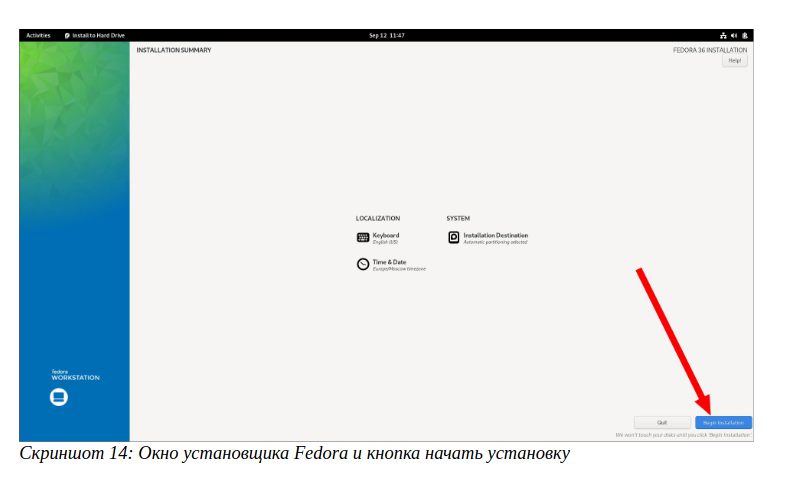 Activities Install to Hard Drive Sep 12 11:47
INSTALLATION SUMMARY FEDORA 36 INSTALLATION
Help!
LOCALIZATION SYSTEM
Keyboard Installation Destination
English (US) Automatic partitioning selected
Time & Date
Europe/Moscow timezone
fedora
WORKSTATION
Quit Begin Installation
We won't touch your disks until you click 'Begin Installation'.
Скриншот 14: Окно установщика Fedora и кнопка начать установку